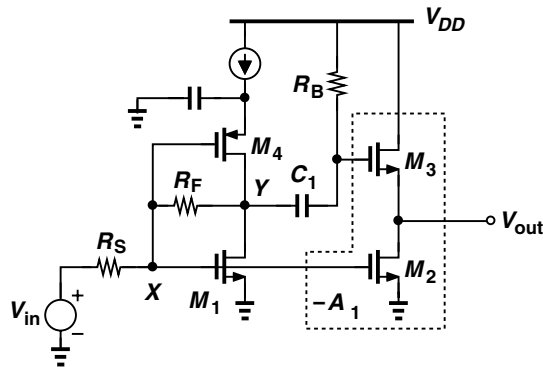 V_DD
R_B
M_4
R_F
Y
C_1
M_3
V_out
R_S
X
M_1
−A_1
M_2
V_in
+
−